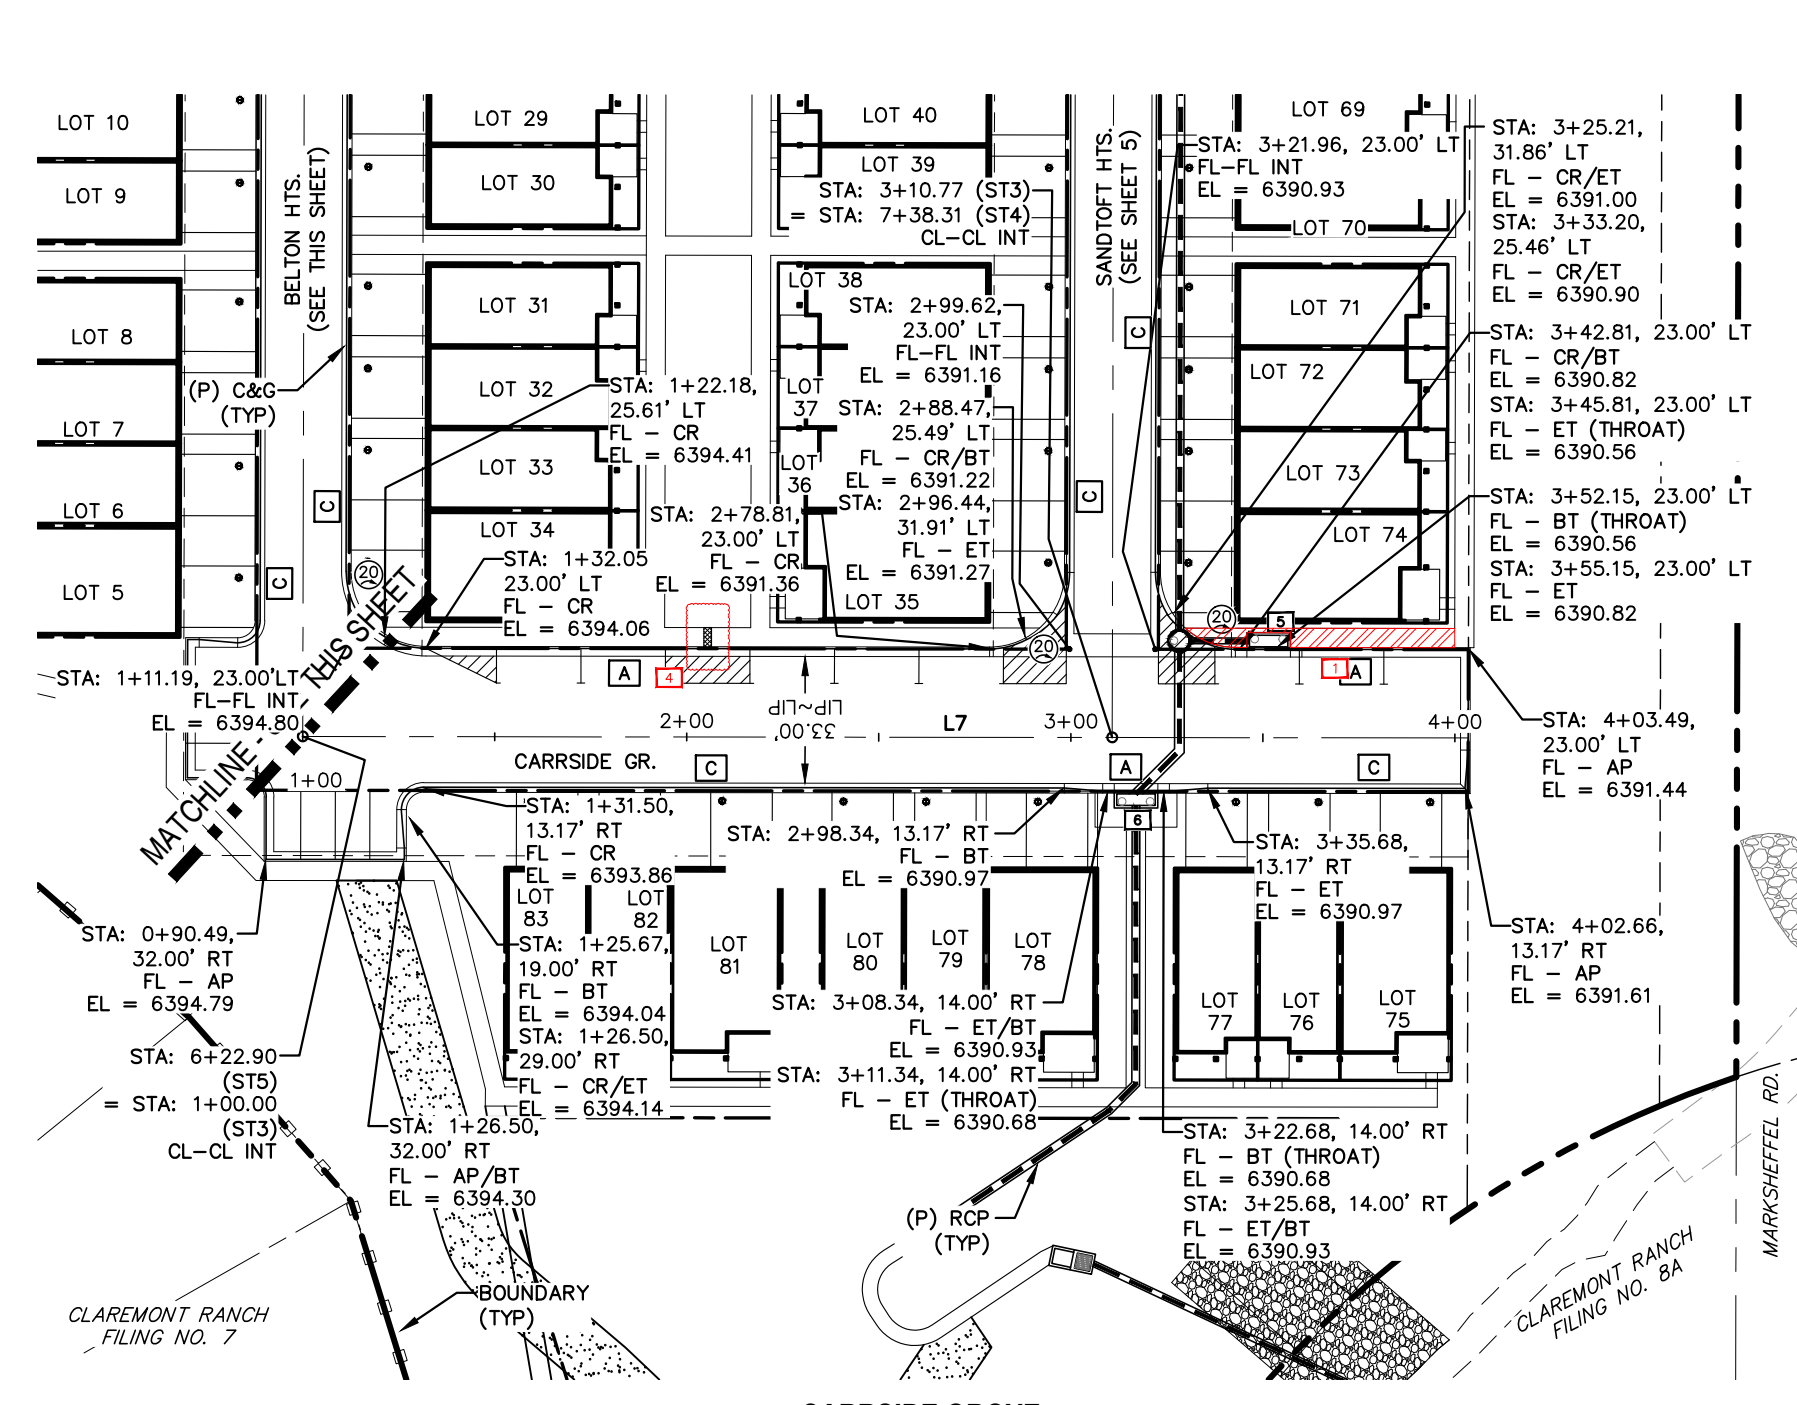 LOT 10
LOT 9
LOT 8
LOT 7
LOT 6
LOT 5
BELTON HTS.
(SEE THIS SHEET)
(P) C&G
(TYP)
C
C
20
LOT 29
LOT 30
LOT 31
LOT 32
LOT 33
LOT 34
STA: 1+22.18,
25.61' LT
FL - CR
EL = 6394.41
STA: 1+32.05
23.00' LT
FL - CR
EL = 6394.06
STA: 2+78.81,
23.00' LT
FL - CR
EL = 6391.36
LOT 40
LOT 39
STA: 3+10.77 (ST3)
= STA: 7+38.31 (ST4)
CL-CL INT
LOT 38
STA: 2+99.62,
23.00' LT
FL-FL INT
EL = 6391.16
LOT
37
STA: 2+88.47,
25.49' LT
FL - CR/BT
EL = 6391.22
LOT
36
STA: 2+96.44,
31.91' LT
FL - ET
EL = 6391.27
LOT 35
SANDTOFT HTS.
(SEE SHEET 5)
C
C
20
LOT 69
STA: 3+21.96, 23.00' LT
FL-FL INT
EL = 6390.93
LOT 70
LOT 71
LOT 72
LOT 73
LOT 74
20
5
STA: 3+25.21,
31.86' LT
FL - CR/ET
EL = 6391.00
STA: 3+33.20,
25.46' LT
FL - CR/ET
EL = 6390.90
STA: 3+42.81, 23.00' LT
FL - CR/BT
EL = 6390.82
STA: 3+45.81, 23.00' LT
FL - ET (THROAT)
EL = 6390.56
STA: 3+52.15, 23.00' LT
FL - BT (THROAT)
EL = 6390.56
STA: 3+55.15, 23.00' LT
FL - ET
EL = 6390.82
STA: 1+11.19, 23.00'LT
FL-FL INT
EL = 6394.80
MATCHLINE - THIS SHEET
A
4
1
A
1+00
2+00
33.00'
LIP~LIP
L7
3+00
4+00
CARRSIDE GR.
C
A
C
STA: 4+03.49,
23.00' LT
FL - AP
EL = 6391.44
STA: 1+31.50,
13.17' RT
FL - CR
EL = 6393.86
STA: 2+98.34, 13.17' RT
FL - BT
EL = 6390.97
6
STA: 3+35.68,
13.17' RT
FL - ET
EL = 6390.97
STA: 4+02.66,
13.17' RT
FL - AP
EL = 6391.61
LOT
83
LOT
82
LOT
81
LOT
80
LOT
79
LOT
78
LOT
77
LOT
76
LOT
75
STA: 0+90.49,
32.00' RT
FL - AP
EL = 6394.79
STA: 1+25.67,
19.00' RT
FL - BT
EL = 6394.04
STA: 1+26.50,
29.00' RT
FL - CR/ET
EL = 6394.14
STA: 3+08.34, 14.00' RT
FL - ET/BT
EL = 6390.93
STA: 3+11.34, 14.00' RT
FL - ET (THROAT)
EL = 6390.68
STA: 6+22.90
(ST5)
= STA: 1+00.00
(ST3)
CL-CL INT
STA: 1+26.50,
32.00' RT
FL - AP/BT
EL = 6394.30
STA: 3+22.68, 14.00' RT
FL - BT (THROAT)
EL = 6390.68
STA: 3+25.68, 14.00' RT
FL - ET/BT
EL = 6390.93
(P) RCP
(TYP)
BOUNDARY
(TYP)
CLAREMONT RANCH
FILING NO. 7
CLAREMONT RANCH
FILING NO. 8A
MARKSHEFFEL RD.
CARRSIDE GROVE